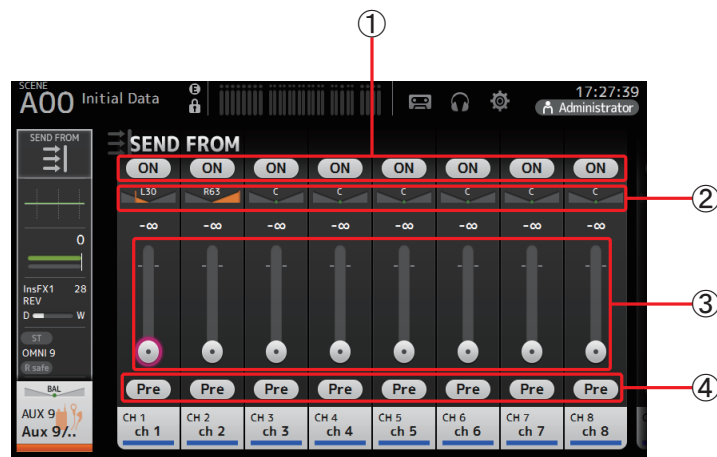 ①
SCENE
A00 Initial Data
E
17:27:39
Administrator
SEND FROM
SEND FROM
ON ON ON ON ON ON ON ON
L30 R63 C C C C C C
②
-∞ -∞ -∞ -∞ -∞ -∞ -∞ -∞
0
③
InsFX1 28
REV
D W
ST
OMNI 9
R safe
Pre Pre Pre Pre Pre Pre Pre Pre
④
BAL
AUX 9
Aux 9/..
CH 1 CH 2 CH 3 CH 4 CH 5 CH 6 CH 7 CH 8
ch 1 ch 2 ch 3 ch 4 ch 5 ch 6 ch 7 ch 8